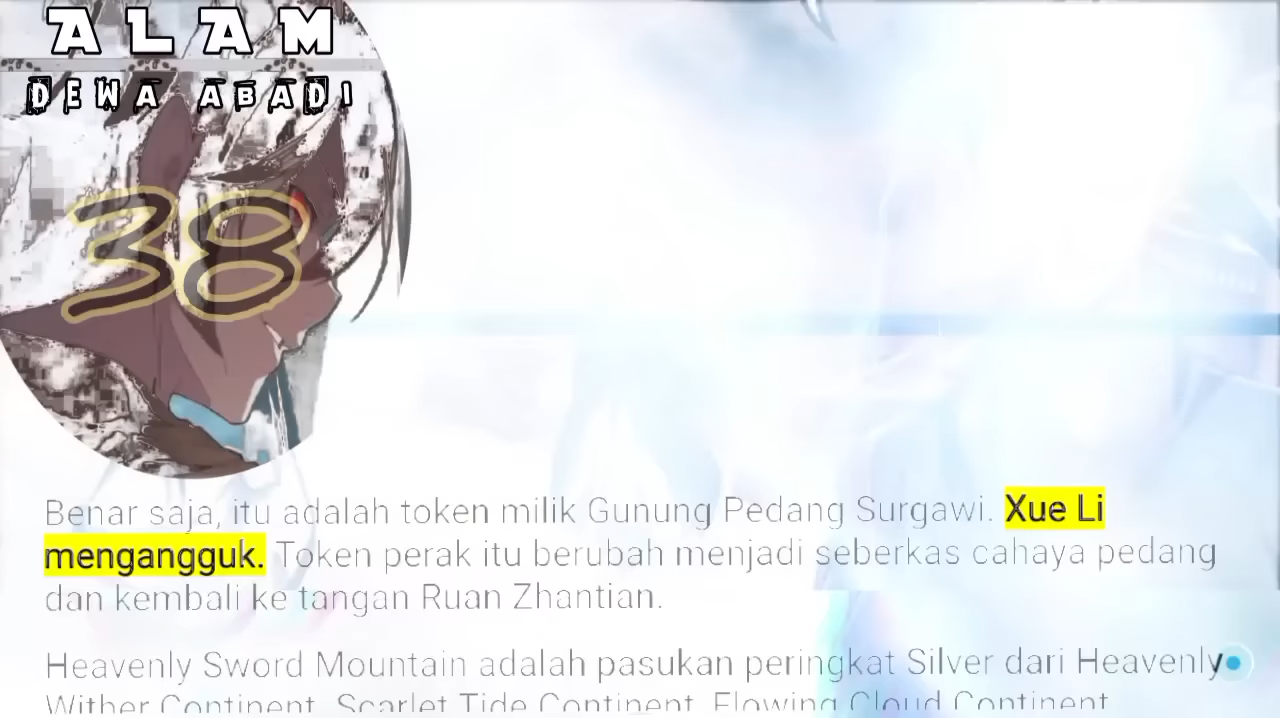 ALAM
DEWA ABADI
38
Benar saja, itu adalah token milik Gunung Pedang Surgawi. Xue Li
mengangguk. Token perak itu berubah menjadi seberkas cahaya pedang
dan kembali ke tangan Ruan Zhantian.
Heavenly Sword Mountain adalah pasukan peringkat Silver dari Heavenly
Wither Continent, Scarlet Tide Continent, Flowing Cloud Continent